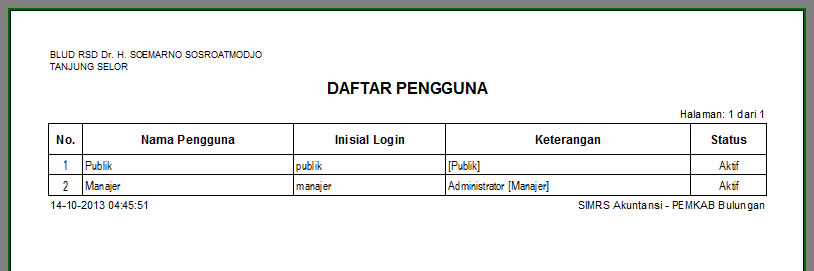 BLUD RSD Dr. H. SOEMARNO SOSROATMODJO
TANJUNG SELOR
DAFTAR PENGGUNA
Halaman: 1 dari 1
No. Nama Pengguna Inisial Login Keterangan Status
1 Publik publik [Publik] Aktif
2 Manajer manajer Administrator [Manajer] Aktif
14-10-2013 04:45:51 SIMRS Akuntansi - PEMKAB Bulungan